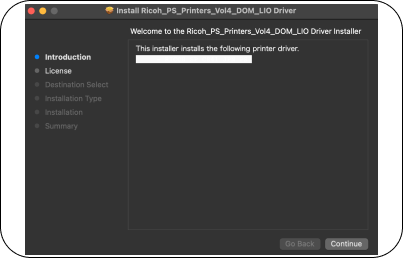 Install Ricoh_PS_Printers_Vol4_DOM_LIO Driver
Welcome to the Ricoh_PS_Printers_Vol4_DOM_LIO Driver Installer
This installer installs the following printer driver.
Introduction
License
Destination Select
Installation Type
Installation
Summary
Go Back
Continue